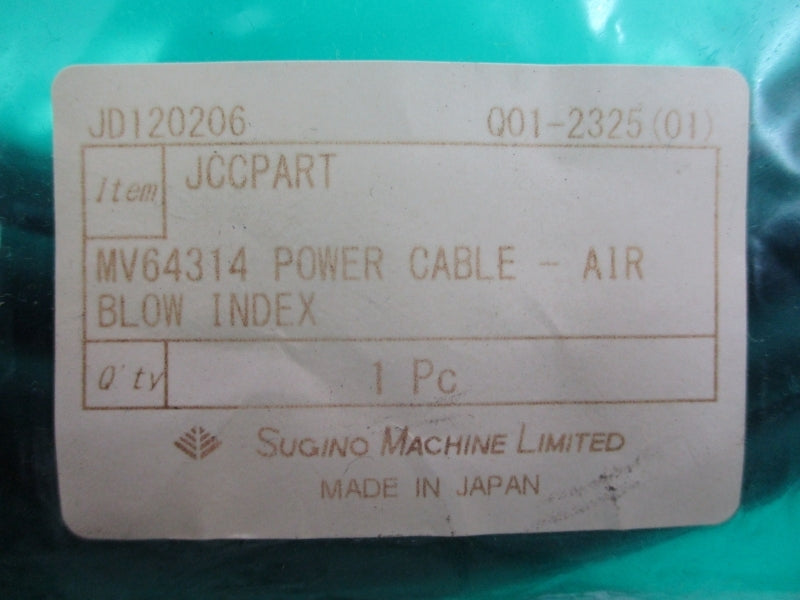 JD120206 Q01-2325(01)
Item JCCPART
MV64314 POWER CABLE - AIR
BLOW INDEX
Q'ty 1 Pc
SUGINO MACHINE LIMITED
MADE IN JAPAN